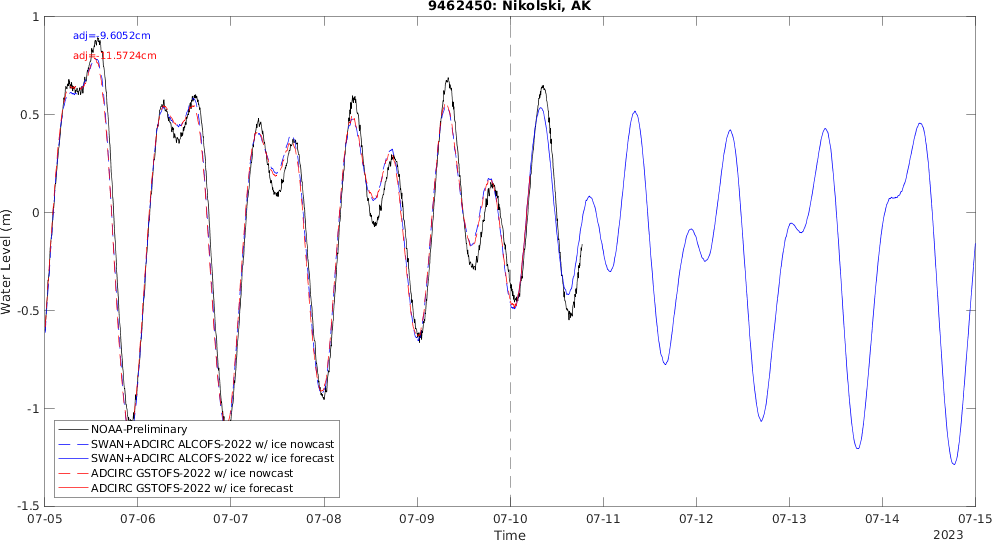 9462450: Nikolski, AK
adj=-9.6052cm
adj=-11.5724cm
1
0.5
0
-0.5
-1
-1.5
Water Level (m)
NOAA-Preliminary
SWAN+ADCIRC ALCOFS-2022 w/ ice nowcast
SWAN+ADCIRC ALCOFS-2022 w/ ice forecast
ADCIRC GSTOFS-2022 w/ ice nowcast
ADCIRC GSTOFS-2022 w/ ice forecast
07-05 07-06 07-07 07-08 07-09 07-10 07-11 07-12 07-13 07-14 07-15
Time
2023